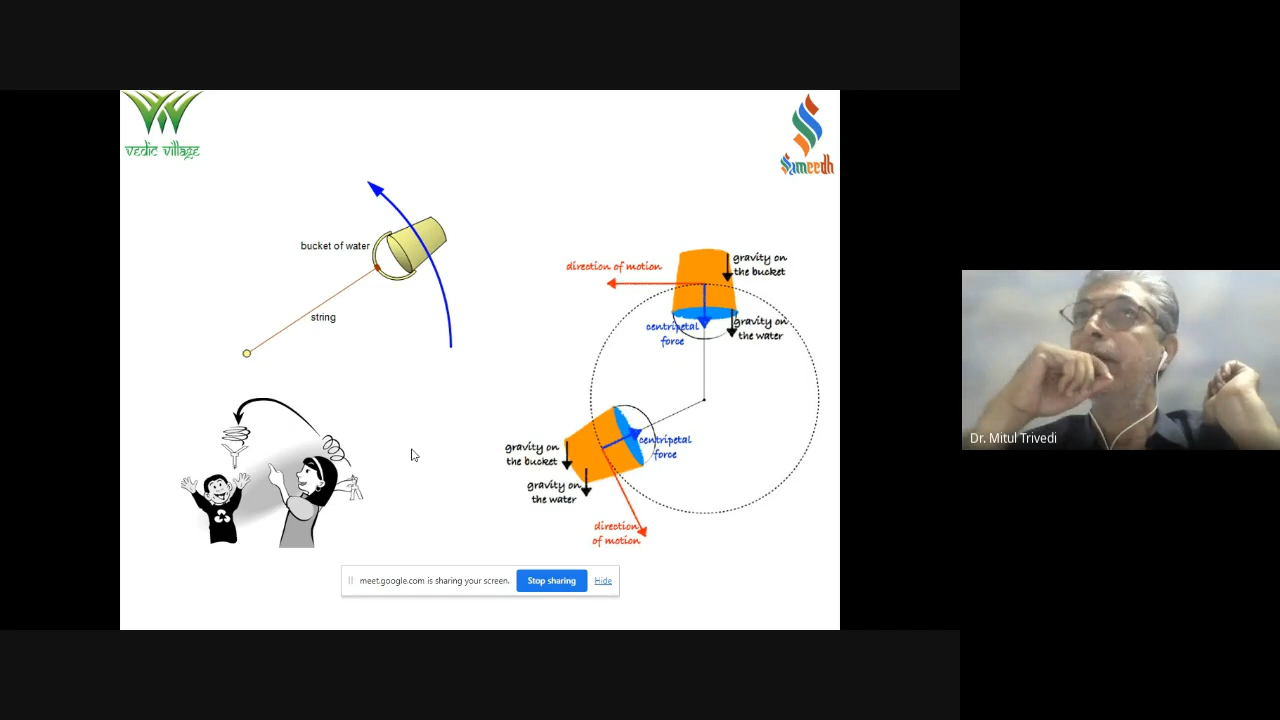 vedic village
Sameedh
bucket of water
string
direction of motion
gravity on
the bucket
centripetal
force
gravity on
the water
gravity on
the bucket
centripetal
force
gravity on
the water
direction
of motion
meet.google.com is sharing your screen.
Stop sharing
Hide
Dr. Mitul Trivedi